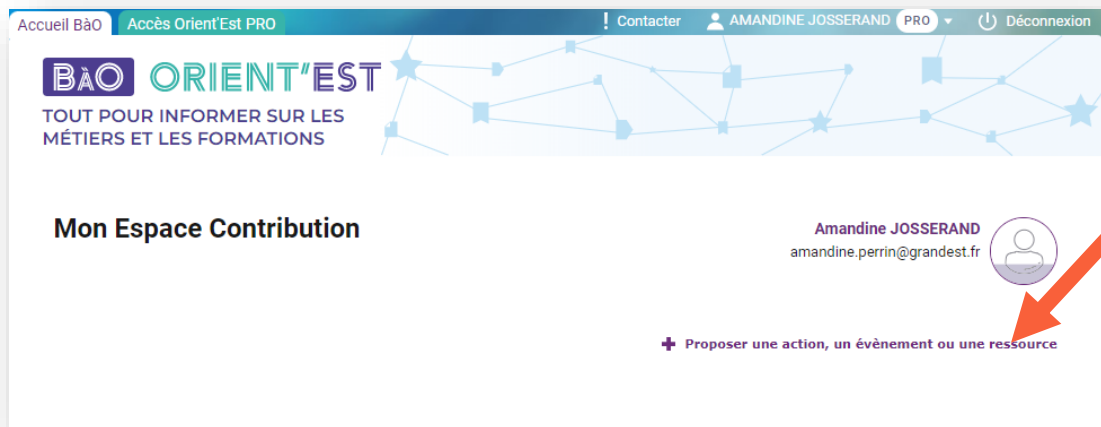 Accueil BàO
Accès Orient'Est PRO
! Contacter
AMANDINE JOSSERAND PRO
Déconnexion
BÀO ORIENT'EST
TOUT POUR INFORMER SUR LES
MÉTIERS ET LES FORMATIONS
Mon Espace Contribution
Amandine JOSSERAND
amandine.perrin@grandest.fr
+ Proposer une action, un évènement ou une ressource